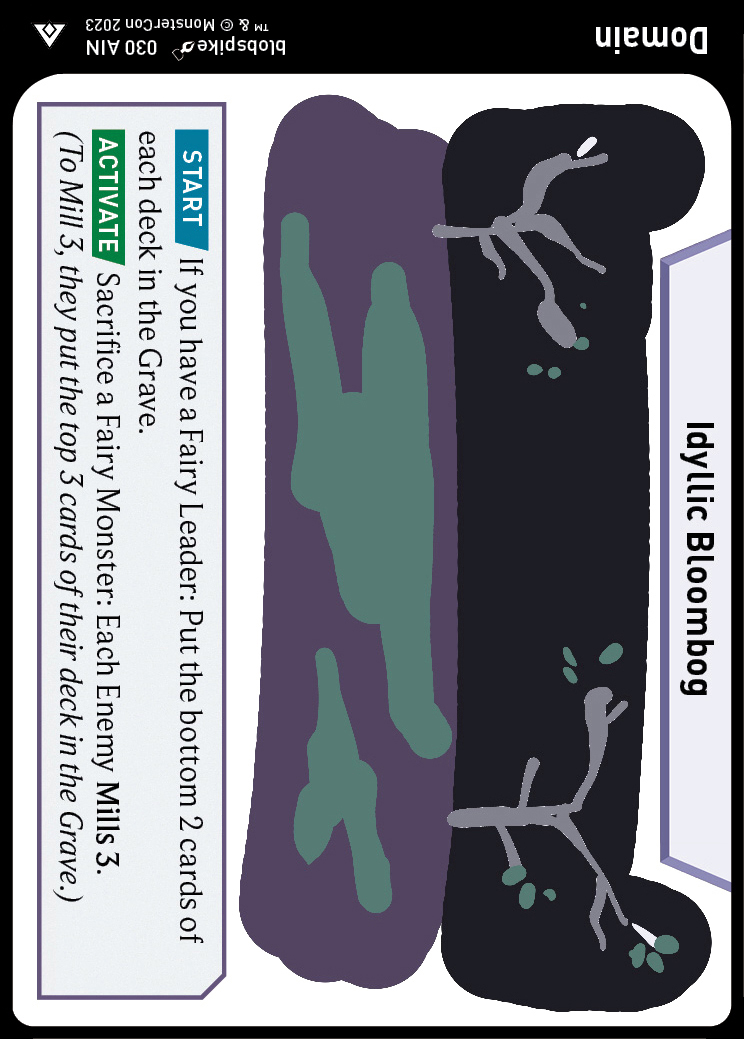 Idyllic Bloombog
START If you have a Fairy Leader: Put the bottom 2 cards of
each deck in the Grave.
ACTIVATE Sacrifice a Fairy Monster: Each Enemy Mills 3.
(To Mill 3, they put the top 3 cards of their deck in the Grave.)
Domain
blobspike
030 AIN
™ & © MonsterCon 2023